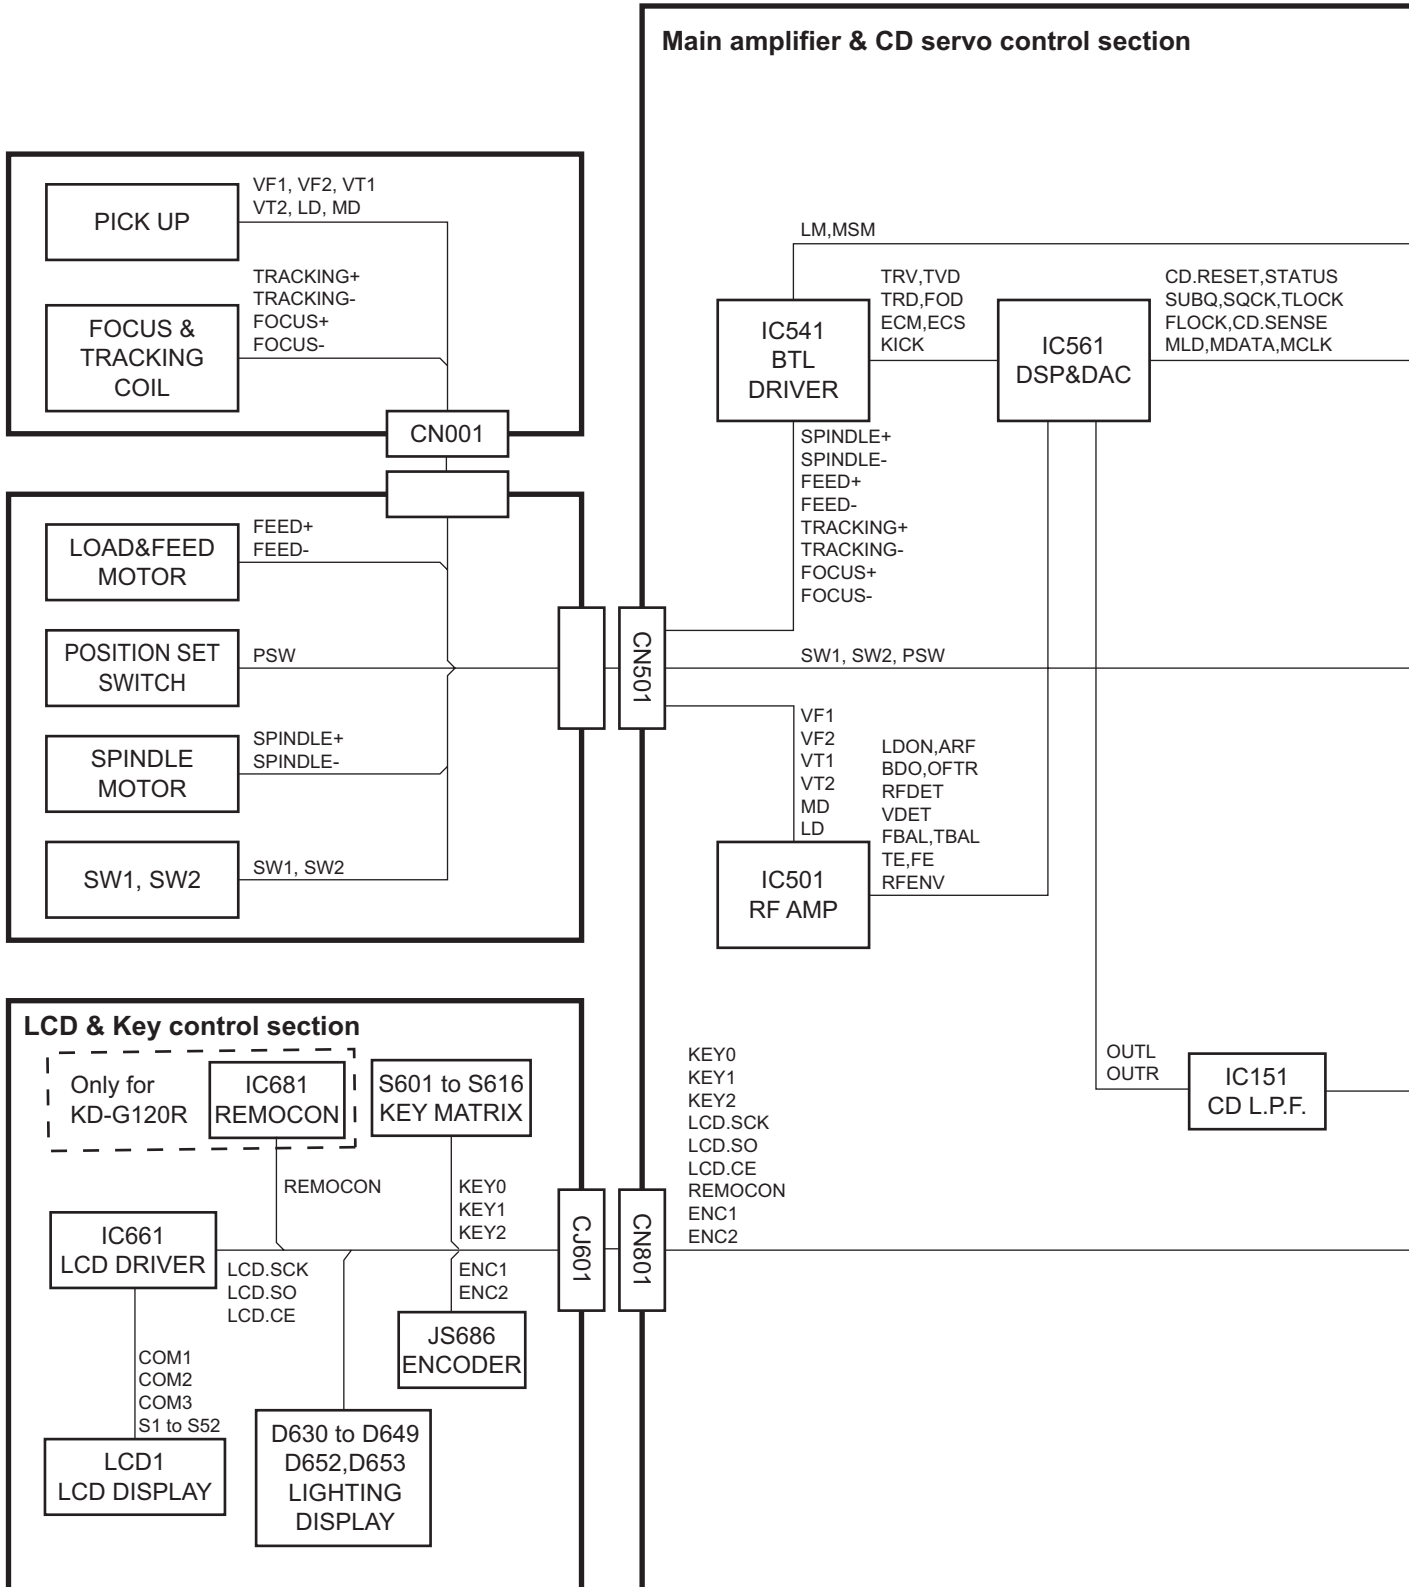 Main amplifier & CD servo control section
PICK UP
VF1, VF2, VT1
VT2, LD, MD
FOCUS &
TRACKING
COIL
TRACKING+
TRACKING-
FOCUS+
FOCUS-
CN001
LOAD&FEED
MOTOR
FEED+
FEED-
POSITION SET
SWITCH
PSW
SPINDLE
MOTOR
SPINDLE+
SPINDLE-
SW1, SW2
SW1, SW2
CN501
LM,MSM
IC541
BTL
DRIVER
TRV,TVD
TRD,FOD
ECM,ECS
KICK
IC561
DSP&DAC
CD.RESET,STATUS
SUBQ,SQCK,TLOCK
FLOCK,CD.SENSE
MLD,MDATA,MCLK
SPINDLE+
SPINDLE-
FEED+
FEED-
TRACKING+
TRACKING-
FOCUS+
FOCUS-
SW1, SW2, PSW
VF1
VF2
VT1
VT2
MD
LD
IC501
RF AMP
LDON,ARF
BDO,OFTR
RFDET
VDET
FBAL,TBAL
TE,FE
RFENV
OUTL
OUTR
IC151
CD L.P.F.
LCD & Key control section
Only for
KD-G120R
IC681
REMOCON
S601 to S616
KEY MATRIX
REMOCON
KEY0
KEY1
KEY2
IC661
LCD DRIVER
LCD.SCK
LCD.SO
LCD.CE
ENC1
ENC2
JS686
ENCODER
COM1
COM2
COM3
S1 to S52
LCD1
LCD DISPLAY
D630 to D649
D652,D653
LIGHTING
DISPLAY
CJ601
CN801
KEY0
KEY1
KEY2
LCD.SCK
LCD.SO
LCD.CE
REMOCON
ENC1
ENC2